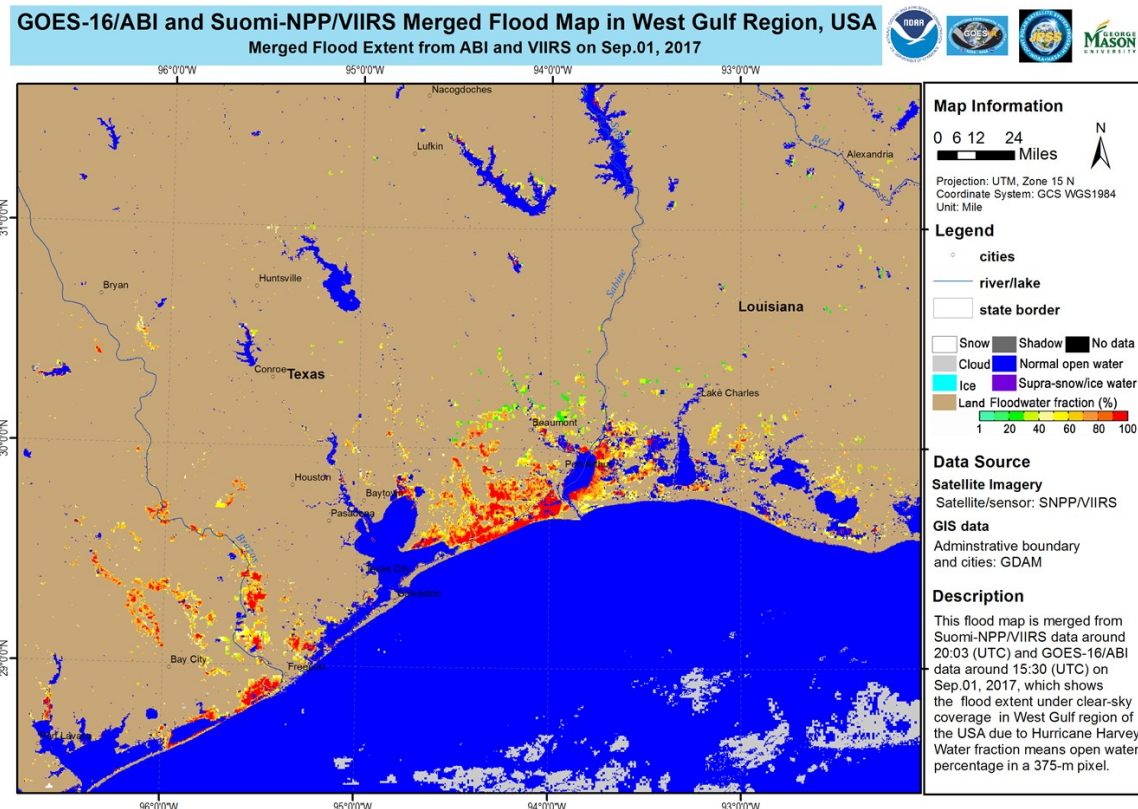 GOES-16/ABI and Suomi-NPP/VIIRS Merged Flood Map in West Gulf Region, USA
Merged Flood Extent from ABI and VIIRS on Sep.01, 2017
NOAA
GOES-R
JPSS
GEORGE
MASON
UNIVERSITY
96°0'0"W 95°0'0"W 94°0'0"W 93°0'0"W
Nacogdoches
Lufkin
Red
Alexandria
31°0'0"N
Bryan
Huntsville
Sabine
Louisiana
Conroe
Texas
Lake Charles
Beaumont
30°0'0"N
Houston
Baytown
Pasadena
Brazos
Texas City
Galveston
29°0'0"N
Bay City
Freeport
Port Lavaca
96°0'0"W 95°0'0"W 94°0'0"W 93°0'0"W
Map Information
0 6 12 24
Miles
N
Projection: UTM, Zone 15 N
Coordinate System: GCS WGS1984
Unit: Mile
Legend
cities
river/lake
state border
Snow Shadow No data
Cloud Normal open water
Ice Supra-snow/ice water
Land Floodwater fraction (%)
1 20 40 60 80 100
Data Source
Satellite Imagery
Satellite/sensor: SNPP/VIIRS
GIS data
Adminstrative boundary
and cities: GDAM
Description
This flood map is merged from
Suomi-NPP/VIIRS data around
20:03 (UTC) and GOES-16/ABI
data around 15:30 (UTC) on
Sep.01, 2017, which shows
the flood extent under clear-sky
coverage in West Gulf region of
the USA due to Hurricane Harvey
Water fraction means open water
percentage in a 375-m pixel.